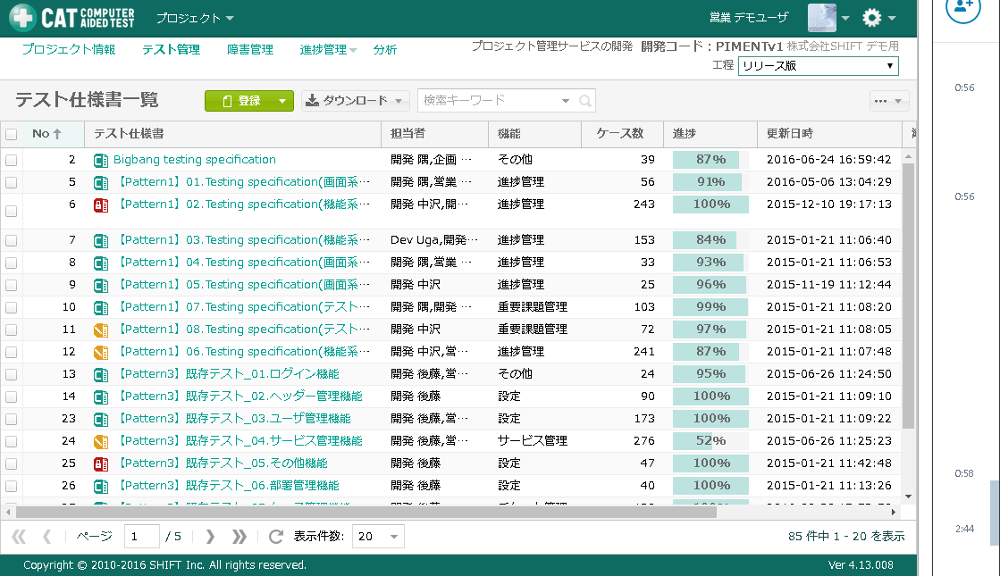 CAT COMPUTER AIDED TEST
プロジェクト
営業 デモユーザ
プロジェクト情報 テスト管理 障害管理 進捗管理 分析
プロジェクト管理サービスの開発 開発コード：PIMENTv1 株式会社SHIFT デモ用
工程 リリース版
テスト仕様書一覧
登録 ダウンロード 検索キーワード
No テスト仕様書 担当者 機能 ケース数 進捗 更新日時
2 Bigbang testing specification 開発 隅,企画 … その他 39 87% 2016-06-24 16:59:42
5 【Pattern1】01.Testing specification(画面系… 開発 隅,営業 … 進捗管理 56 91% 2016-05-06 13:04:29
6 【Pattern1】02.Testing specification(機能系… 開発 中沢,開… 進捗管理 243 100% 2015-12-10 19:17:13
7 【Pattern1】03.Testing specification(機能系… Dev Uga,開発… 進捗管理 153 84% 2015-01-21 11:06:40
8 【Pattern1】04.Testing specification(画面系… 開発 隅,営業 … 進捗管理 33 93% 2015-01-21 11:06:53
9 【Pattern1】05.Testing specification(画面系… 開発 中沢 進捗管理 25 96% 2015-11-19 11:12:44
10 【Pattern1】07.Testing specification(テスト… 開発 隅,開発 … 重要課題管理 103 99% 2015-01-21 11:08:20
11 【Pattern1】08.Testing specification(テスト… 開発 中沢 重要課題管理 72 97% 2015-01-21 11:08:05
12 【Pattern1】06.Testing specification(機能系… 開発 中沢,営… 進捗管理 241 87% 2015-01-21 11:07:48
13 【Pattern3】既存テスト_01.ログイン機能 開発 後藤,営… その他 24 95% 2015-06-26 11:24:50
14 【Pattern3】既存テスト_02.ヘッダー管理機能 開発 後藤 設定 90 100% 2015-01-21 11:09:10
23 【Pattern3】既存テスト_03.ユーザ管理機能 開発 後藤,営… 設定 173 100% 2015-01-21 11:09:22
24 【Pattern3】既存テスト_04.サービス管理機能 開発 後藤,営… サービス管理 276 52% 2015-06-26 11:25:23
25 【Pattern3】既存テスト_05.その他機能 開発 後藤 設定 47 100% 2015-01-21 11:42:48
26 【Pattern3】既存テスト_06.部署管理機能 開発 後藤 設定 40 100% 2015-01-21 11:13:26
ページ 1 / 5 表示件数: 20 85 件中 1 - 20 を表示
Copyright © 2010-2016 SHIFT Inc. All rights reserved. Ver 4.13.008
0:56
0:56
0:58
2:44